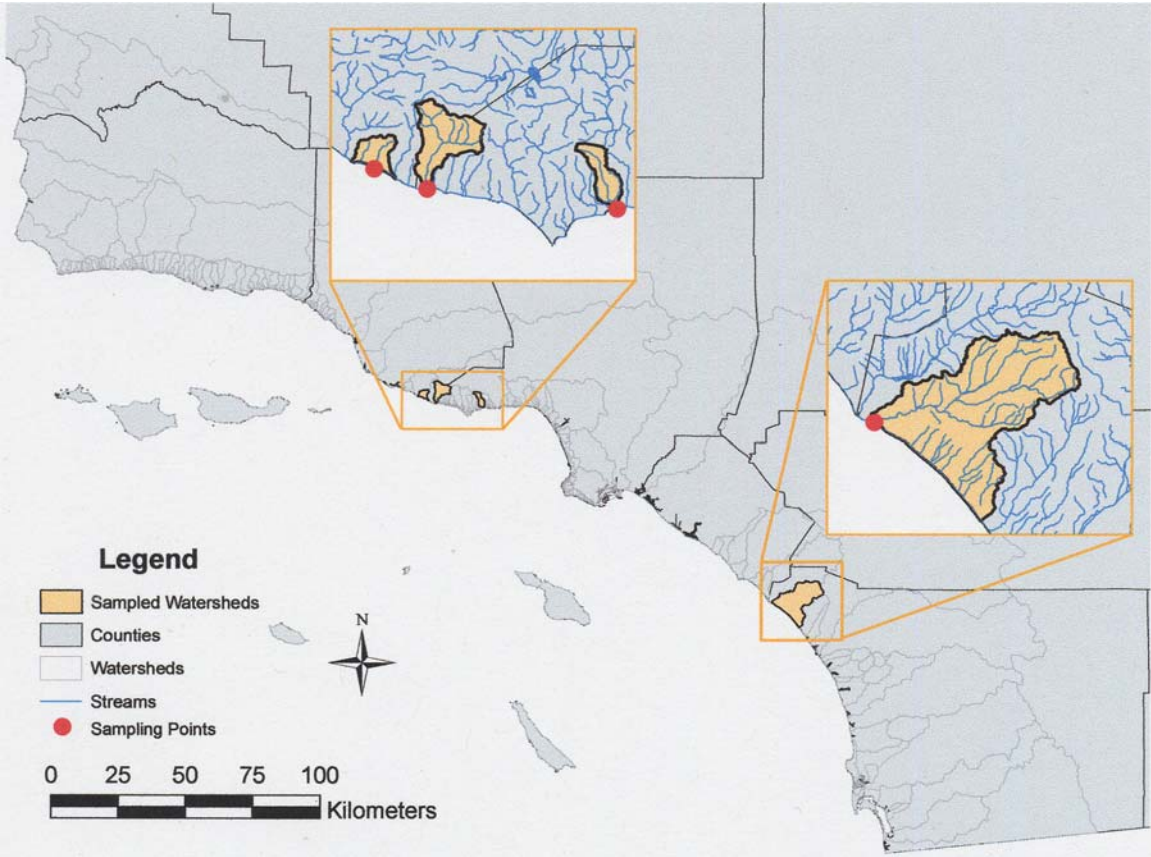 Legend
Sampled Watersheds
Counties
Watersheds
Streams
Sampling Points
N
0 25 50 75 100
Kilometers